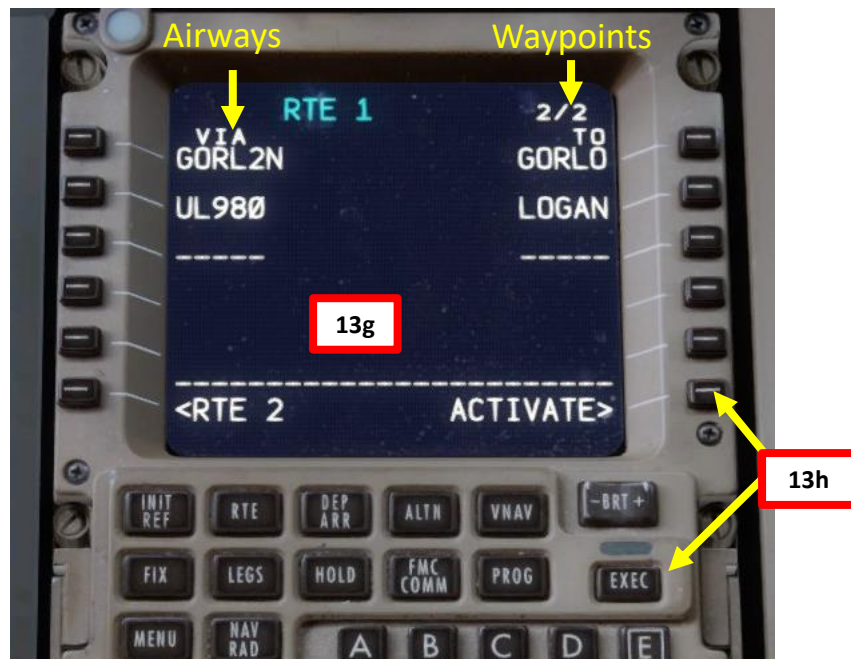 Airways Waypoints
RTE 1 2/2
VIA TO
GORL2N GORLO
UL980 LOGAN
----- -----
13g
--------------------------
<RTE 2 ACTIVATE>
13h
INIT REF RTE DEP ARR ALTN VNAV -BRT+
FIX LEGS HOLD FMC COMM PROG EXEC
MENU NAV RAD A B C D E